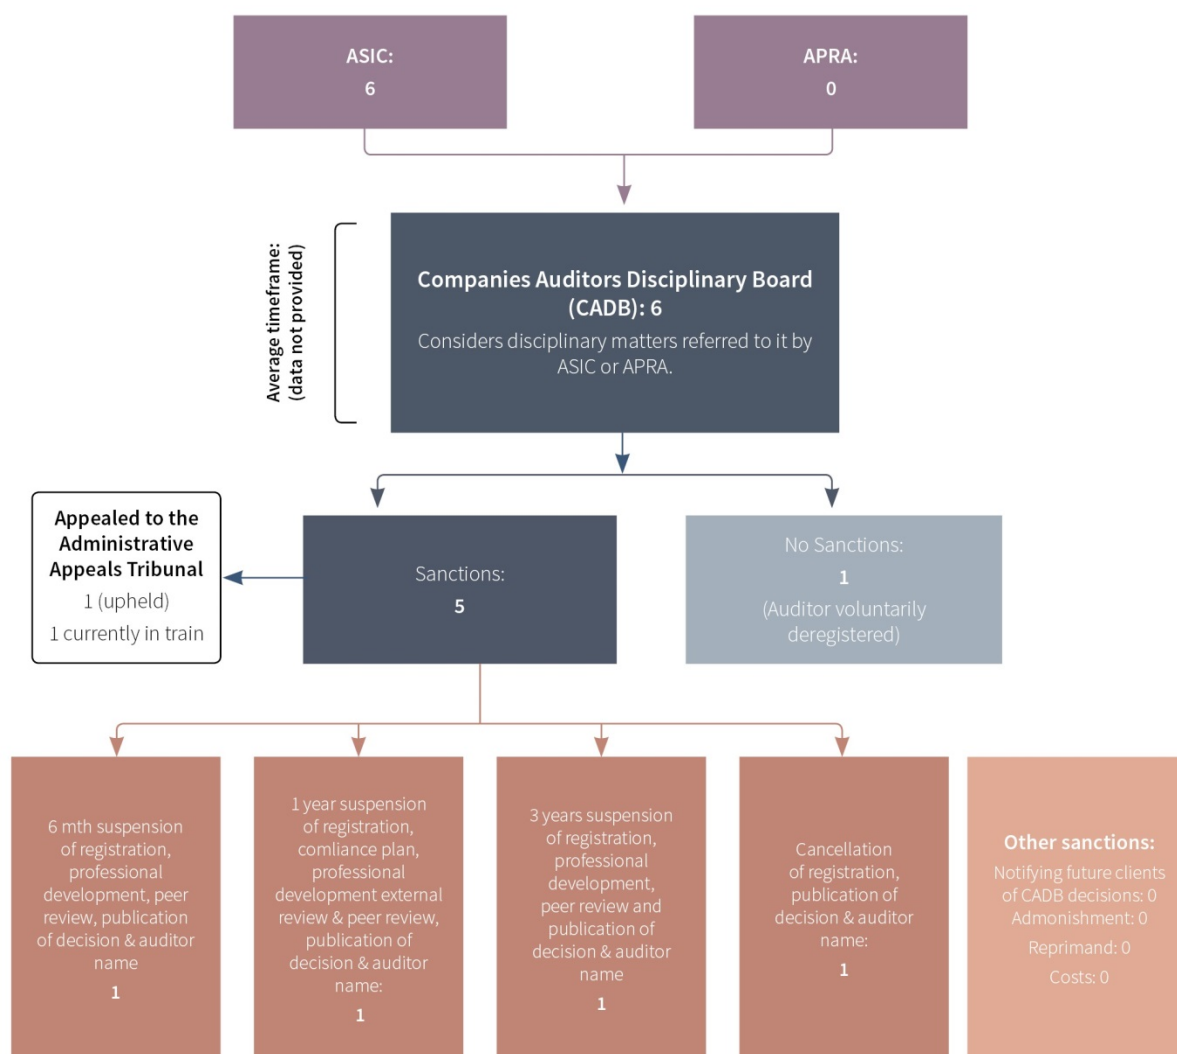 ASIC:
6
APRA:
0
Average timeframe:
(data not provided)
Companies Auditors Disciplinary Board
(CADB): 6
Considers disciplinary matters referred to it by
ASIC or APRA.
Appealed to the
Administrative
Appeals Tribunal
1 (upheld)
1 currently in train
Sanctions:
5
No Sanctions:
1
(Auditor voluntarily
deregistered)
6 mth suspension
of registration,
professional
development, peer
review, publication
of decision & auditor
name
1
1 year suspension
of registration,
comliance plan,
professional
development external
review & peer review,
publication of
decision & auditor
name:
1
3 years suspension
of registration,
professional
development,
peer review and
publication of
decision & auditor
name
1
Cancellation
of registration,
publication of
decision & auditor
name:
1
Other sanctions:
Notifying future clients
of CADB decisions: 0
Admonishment: 0
Reprimand: 0
Costs: 0